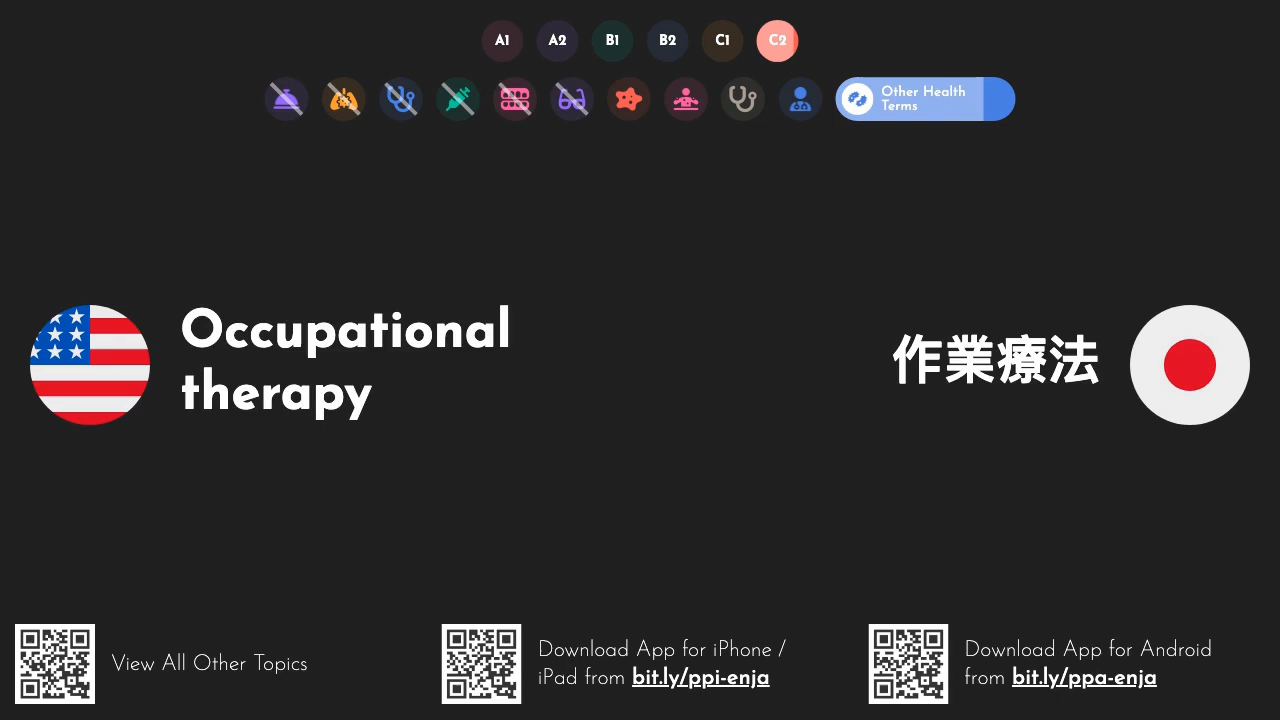 A1 A2 B1 B2 C1 C2
Other Health
Terms
Occupational
therapy
作業療法
View All Other Topics
Download App for iPhone /
iPad from bit.ly/ppi-enja
Download App for Android
from bit.ly/ppa-enja